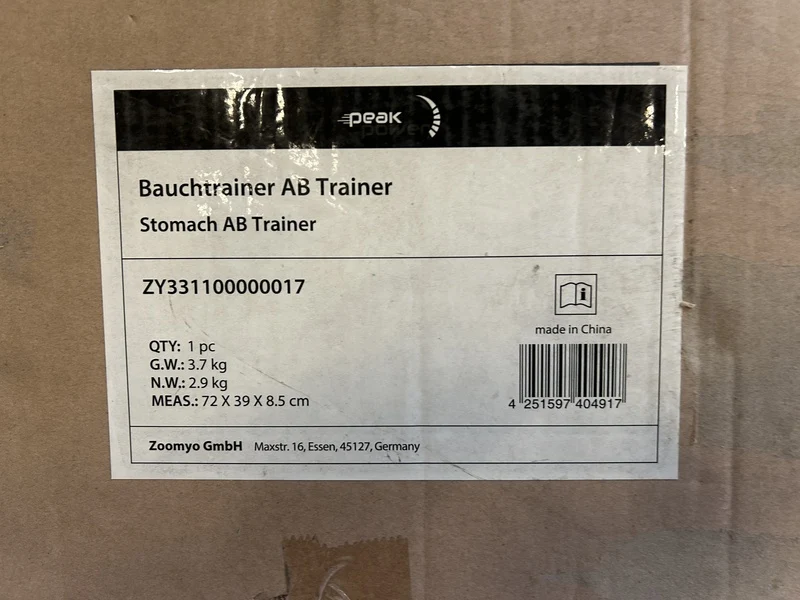 peak
power
Bauchtrainer AB Trainer
Stomach AB Trainer
ZY331100000017
made in China
QTY: 1 pc
G.W.: 3.7 kg
N.W.: 2.9 kg
MEAS.: 72 X 39 X 8.5 cm
4 251597 404917
Zoomyo GmbH Maxstr. 16, Essen, 45127, Germany